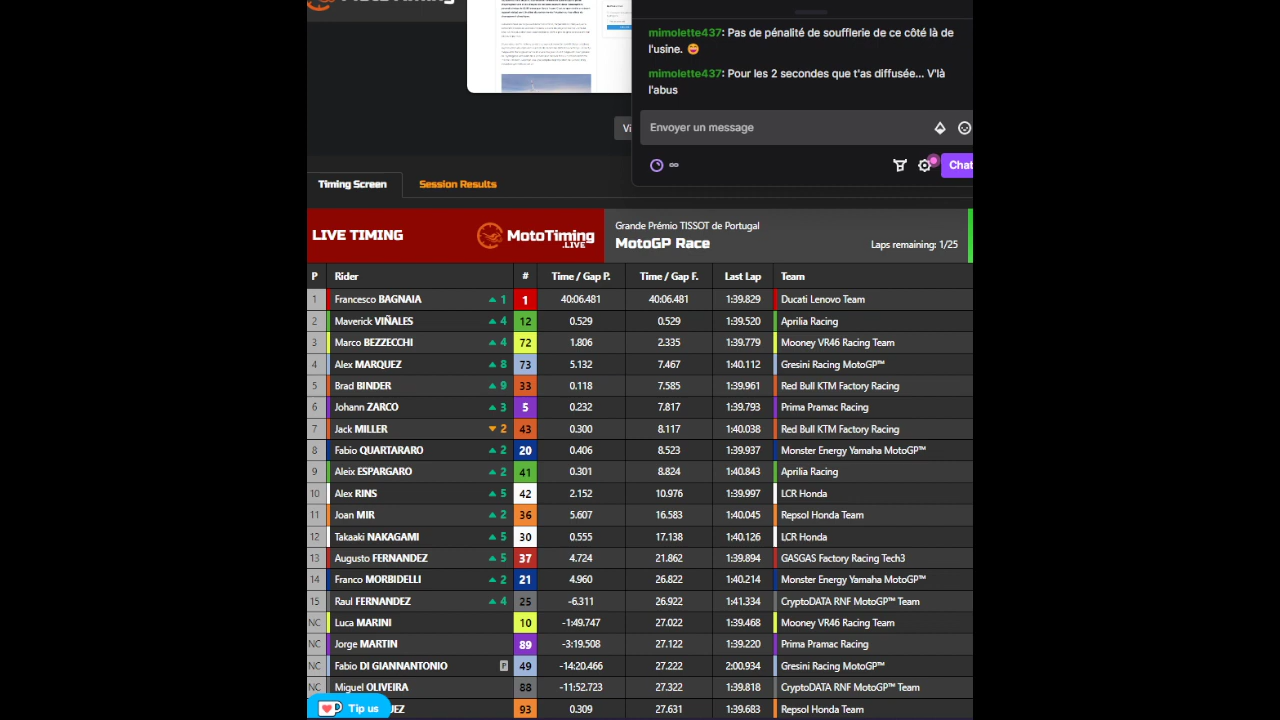 MotoTiming
mimoette437: Pour que je puisse collecter
l'usufruit 
mimoette437: Pour le 2 secondes que t'as diffusée... V'là
l'abus
Envoyer un message
Vi
∞
Chat
Timing Screen Session Results
LIVE TIMING MotoTiming .LIVE
Grande Prémio TISSOT de Portugal
MotoGP Race Laps remaining 1/25
P Rider # Time / Gap P. Time / Gap F. Last Lap Team
1 Francesco BAGNAIA 1 1 40:06.481 40:06.481 1:39.829 Ducati Lenovo Team
2 Maverick VIÑALES 4 12 0.529 0.529 1:39.520 Aprilia Racing
3 Marco BEZZECCHI 4 72 1.806 2.335 1:39.779 Mooney VR46 Racing Team
4 Alex MARQUEZ 8 73 5.132 7.467 1:40.112 Gresini Racing MotoGP™
5 Brad BINDER 9 33 0.118 7.585 1:39.961 Red Bull KTM Factory Racing
6 Johann ZARCO 3 5 0.232 7.817 1:39.793 Prima Pramac Racing
7 Jack MILLER 2 43 0.300 8.117 1:40.038 Red Bull KTM Factory Racing
8 Fabio QUARTARARO 2 20 0.406 8.523 1:39.937 Monster Energy Yamaha MotoGP™
9 Aleix ESPARGARO 2 41 0.301 8.824 1:40.843 Aprilia Racing
10 Alex RINS 5 42 2.152 10.976 1:39.997 LCR Honda
11 Joan MIR 2 36 5.607 16.583 1:40.045 Repsol Honda Team
12 Takaaki NAKAGAMI 5 30 0.555 17.138 1:40.126 LCR Honda
13 Augusto FERNANDEZ 5 37 4.724 21.862 1:39.894 GASGAS Factory Racing Tech3
14 Franco MORBIDELLI 2 21 4.960 26.822 1:40.214 Monster Energy Yamaha MotoGP™
15 Raul FERNANDEZ 4 25 -6.311 26.922 1:41.334 CryptoDATA RNF MotoGP™ Team
NC Luca MARINI 10 -1:49.747 27.022 1:39.468 Mooney VR46 Racing Team
NC Jorge MARTIN 89 -3:19.508 27.122 1:39.220 Prima Pramac Racing
NC Fabio DI GIANNANTONIO P 49 -14:20.466 27.222 2:00.934 Gresini Racing MotoGP™
NC Miguel OLIVEIRA 88 -11:52.723 27.322 1:39.818 CryptoDATA RNF MotoGP™ Team
UEZ 93 0.309 27.631 1:39.863 Repsol Honda Team
Tip us